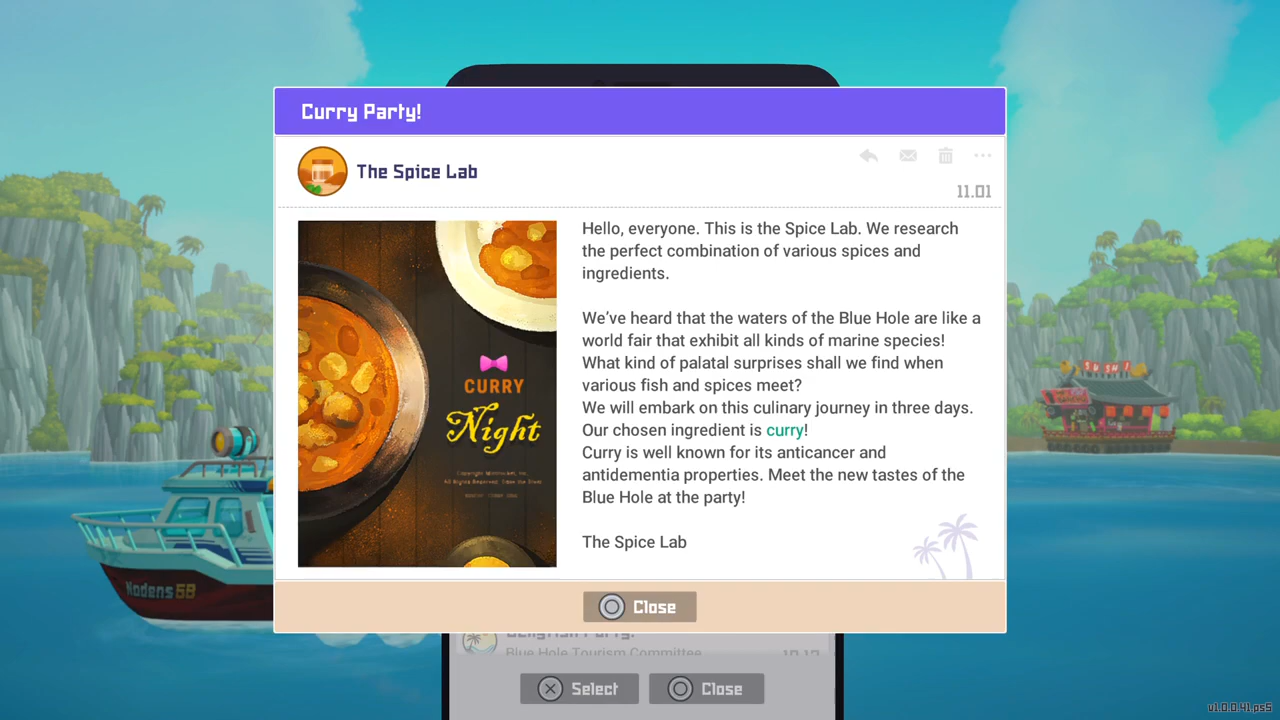 Curry Party!
The Spice Lab
11.01
Hello, everyone. This is the Spice Lab. We research
the perfect combination of various spices and
ingredients.
We've heard that the waters of the Blue Hole are like a
world fair that exhibit all kinds of marine species!
What kind of palatal surprises shall we find when
various fish and spices meet?
We will embark on this culinary journey in three days.
Our chosen ingredient is curry!
Curry is well known for its anticancer and
antidementia properties. Meet the new tastes of the
Blue Hole at the party!
The Spice Lab
CURRY
Night
SUSHI
Nodens 68
Close
Blue Hole Tourism Committee
Select
Close
v1.0.0.41.ps5